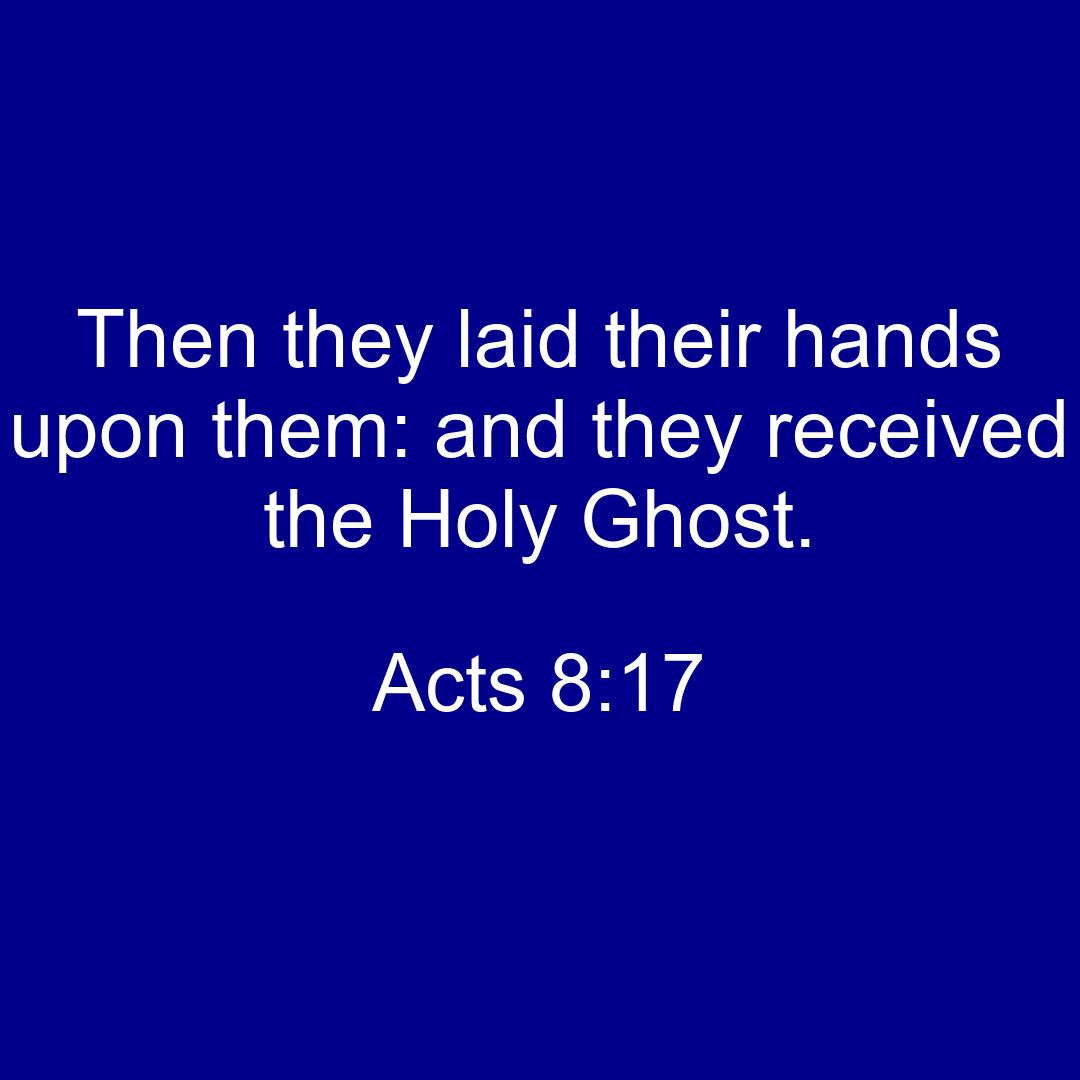 Then they laid their hands
upon them: and they received
the Holy Ghost.
Acts 8:17